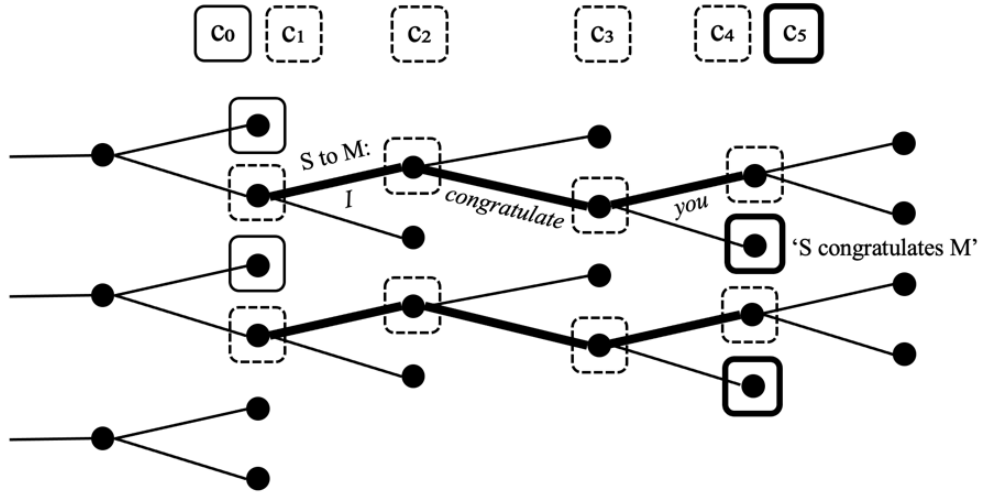 c₀ c₁ c₂ c₃ c₄ c₅
S to M:
I
congratulate
you
‘S congratulates M’